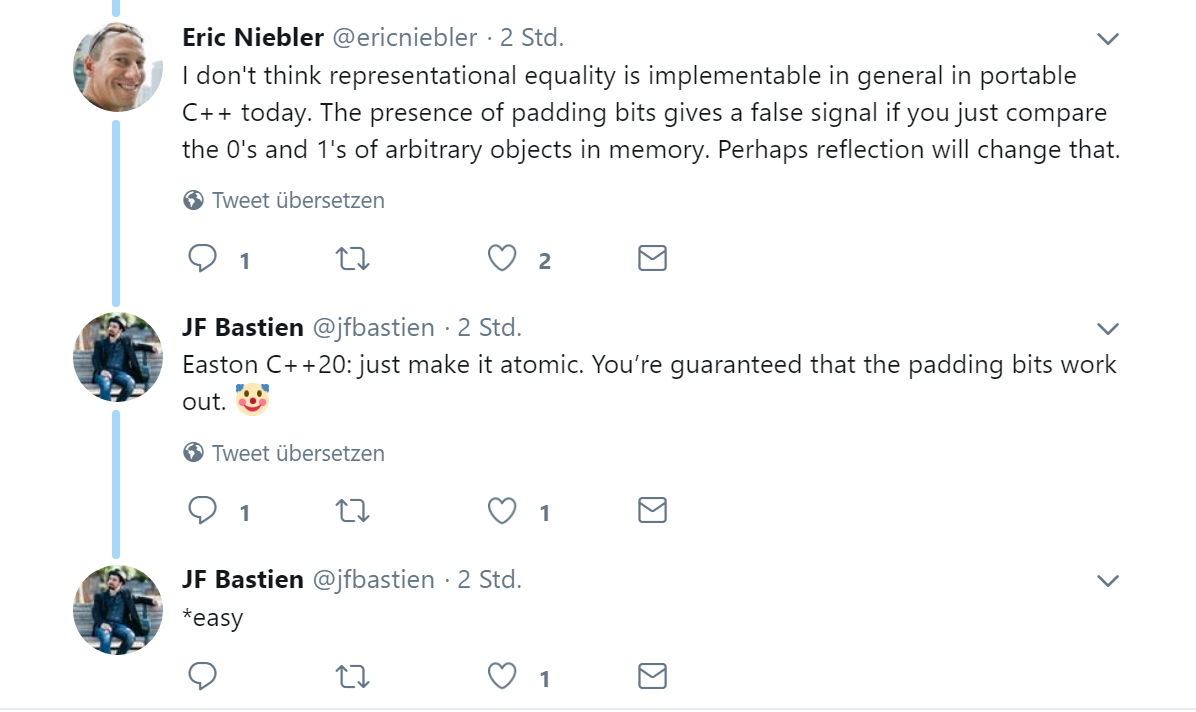 Eric Niebler @ericniebler · 2 Std.
I don't think representational equality is implementable in general in portable
C++ today. The presence of padding bits gives a false signal if you just compare
the 0's and 1's of arbitrary objects in memory. Perhaps reflection will change that.
Tweet übersetzen
1 2
JF Bastien @jfbastien · 2 Std.
Easton C++20: just make it atomic. You’re guaranteed that the padding bits work
out. 🤡
Tweet übersetzen
1 1
JF Bastien @jfbastien · 2 Std.
*easy
1